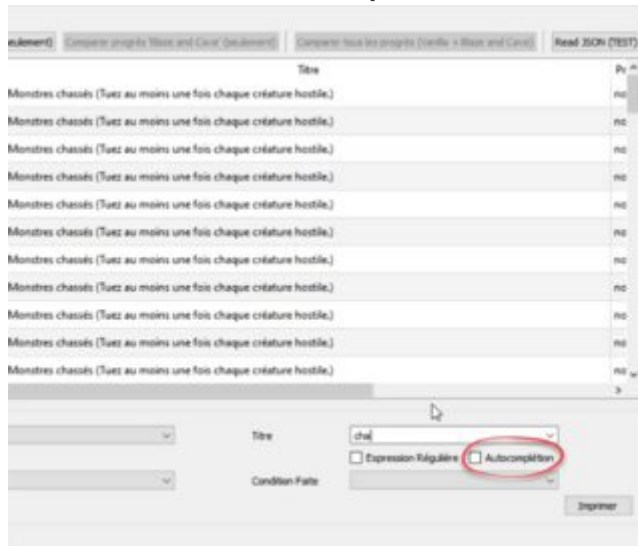 eulement) Comparer progrès 'Blaze and Cave' (seulement) Comparer tous les progrès (Vanilla + Blaze and Cave) Read JSON (TEST)
Titre Pr
Monstres chassés (Tuez au moins une fois chaque créature hostile.) no
Monstres chassés (Tuez au moins une fois chaque créature hostile.) no
Monstres chassés (Tuez au moins une fois chaque créature hostile.) no
Monstres chassés (Tuez au moins une fois chaque créature hostile.) no
Monstres chassés (Tuez au moins une fois chaque créature hostile.) no
Monstres chassés (Tuez au moins une fois chaque créature hostile.) no
Monstres chassés (Tuez au moins une fois chaque créature hostile.) no
Monstres chassés (Tuez au moins une fois chaque créature hostile.) no
Monstres chassés (Tuez au moins une fois chaque créature hostile.) no
Monstres chassés (Tuez au moins une fois chaque créature hostile.) no
Monstres chassés (Tuez au moins une fois chaque créature hostile.) no
Titre cha
Expression Régulière Autocomplétion
Condition Faite
Imprimer